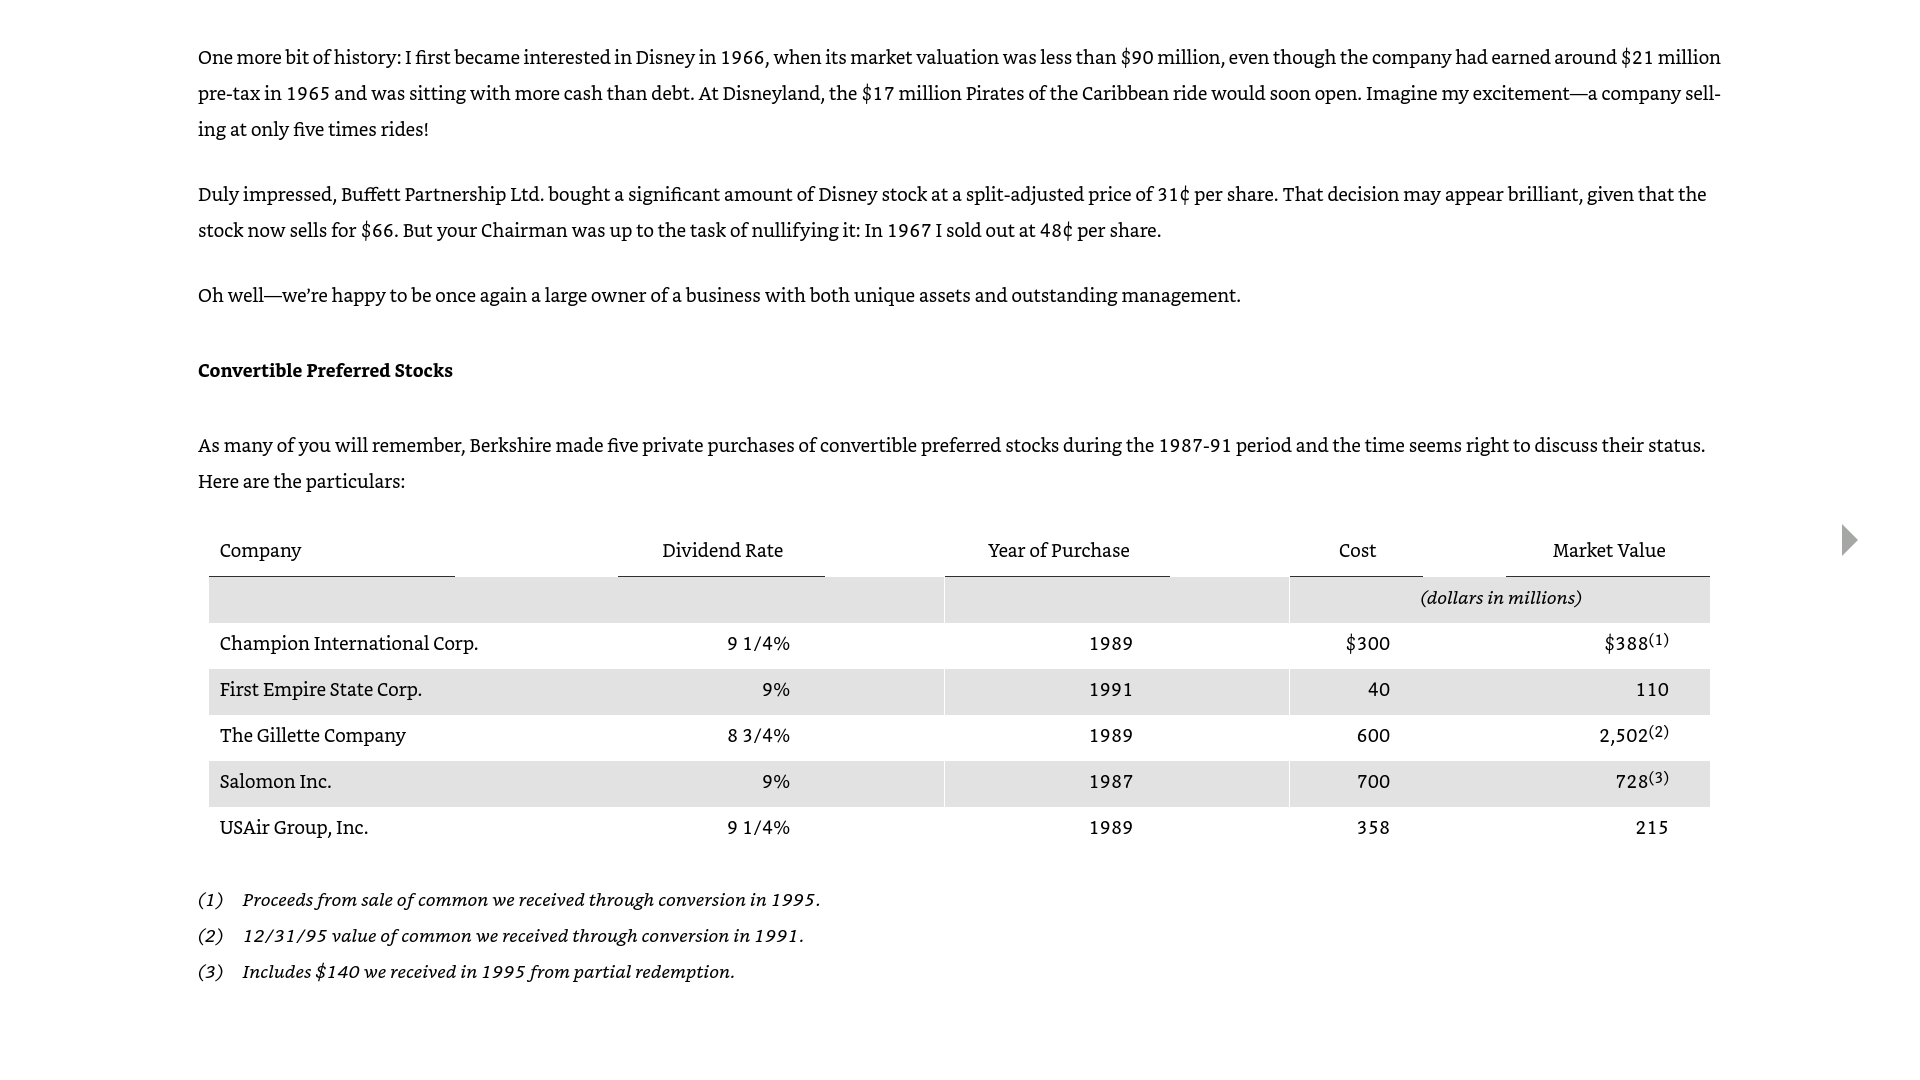 One more bit of history: I first became interested in Disney in 1966, when its market valuation was less than $90 million, even though the company had earned around $21 million
pre-tax in 1965 and was sitting with more cash than debt. At Disneyland, the $17 million Pirates of the Caribbean ride would soon open. Imagine my excitement—a company sell-
ing at only five times rides!
Duly impressed, Buffett Partnership Ltd. bought a significant amount of Disney stock at a split-adjusted price of 31¢ per share. That decision may appear brilliant, given that the
stock now sells for $66. But your Chairman was up to the task of nullifying it: In 1967 I sold out at 48¢ per share.
Oh well—we're happy to be once again a large owner of a business with both unique assets and outstanding management.
Convertible Preferred Stocks
As many of you will remember, Berkshire made five private purchases of convertible preferred stocks during the 1987-91 period and the time seems right to discuss their status.
Here are the particulars:
Company Dividend Rate Year of Purchase Cost Market Value
(dollars in millions)
Champion International Corp. 9 1/4% 1989 $300 $388(1)
First Empire State Corp. 9% 1991 40 110
The Gillette Company 8 3/4% 1989 600 2,502(2)
Salomon Inc. 9% 1987 700 728(3)
USAir Group, Inc. 9 1/4% 1989 358 215
(1) Proceeds from sale of common we received through conversion in 1995.
(2) 12/31/95 value of common we received through conversion in 1991.
(3) Includes $140 we received in 1995 from partial redemption.